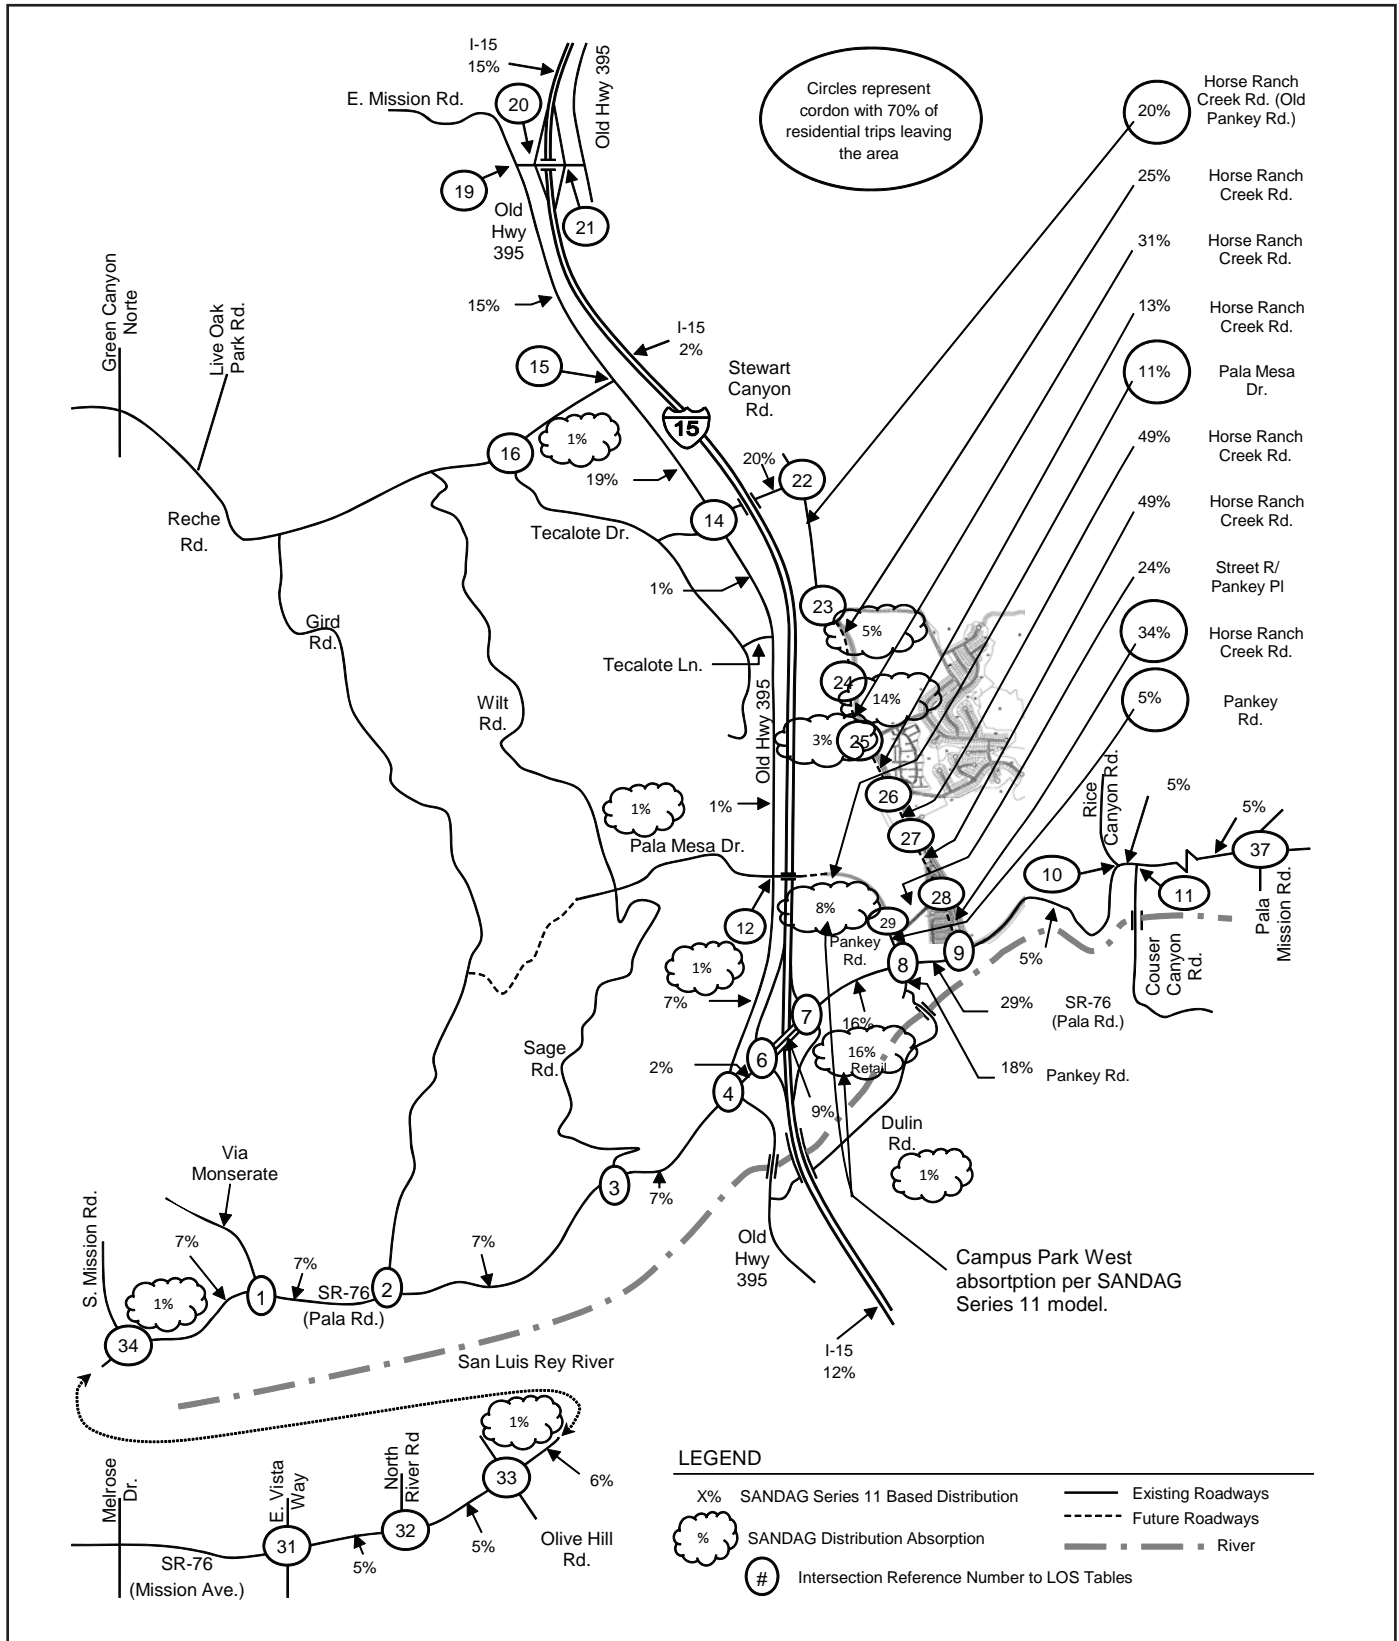 I-15
15%
Old Hwy 395
E. Mission Rd.
20
19
21
Old
Hwy
395
Circles represent
cordon with 70% of
residential trips leaving
the area
20%
Horse Ranch
Creek Rd. (Old
Pankey Rd.)
25%
Horse Ranch
Creek Rd.
31%
Horse Ranch
Creek Rd.
13%
Horse Ranch
Creek Rd.
11%
Pala Mesa
Dr.
49%
Horse Ranch
Creek Rd.
49%
Horse Ranch
Creek Rd.
24%
Street R/
Pankey Pl
34%
Horse Ranch
Creek Rd.
5%
Pankey
Rd.
Green Canyon
Norte
Live Oak
Park Rd.
15%
I-15
2%
15
Stewart
Canyon
Rd.
15
16
1%
19%
20%
22
14
Reche
Rd.
Tecalote Dr.
1%
23
5%
Gird
Rd.
Tecalote Ln.
24
14%
Wilt
Rd.
Old Hwy 395
3%
25
1%
1%
26
27
Pala Mesa Dr.
Rice
Canyon Rd.
5%
5%
37
10
11
28
8%
29
12
Pankey
Rd.
8
9
5%
Couser
Canyon
Rd.
Pala
Mission Rd.
1%
7%
7
16%
29%
SR-76
(Pala Rd.)
Sage
Rd.
2%
6
16%
Retail
18%
Pankey Rd.
4
9%
Dulin
Rd.
1%
Via
Monserate
3
7%
S. Mission Rd.
7%
7%
7%
Old
Hwy
395
Campus Park West
absortption per SANDAG
Series 11 model.
1%
1
SR-76
(Pala Rd.)
2
34
I-15
12%
San Luis Rey River
1%
Melrose
Dr.
E. Vista
Way
North
River Rd
33
6%
31
32
5%
5%
Olive Hill
Rd.
SR-76
(Mission Ave.)
LEGEND
X%
SANDAG Series 11 Based Distribution
%
SANDAG Distribution Absorption
#
Intersection Reference Number to LOS Tables
Existing Roadways
Future Roadways
River